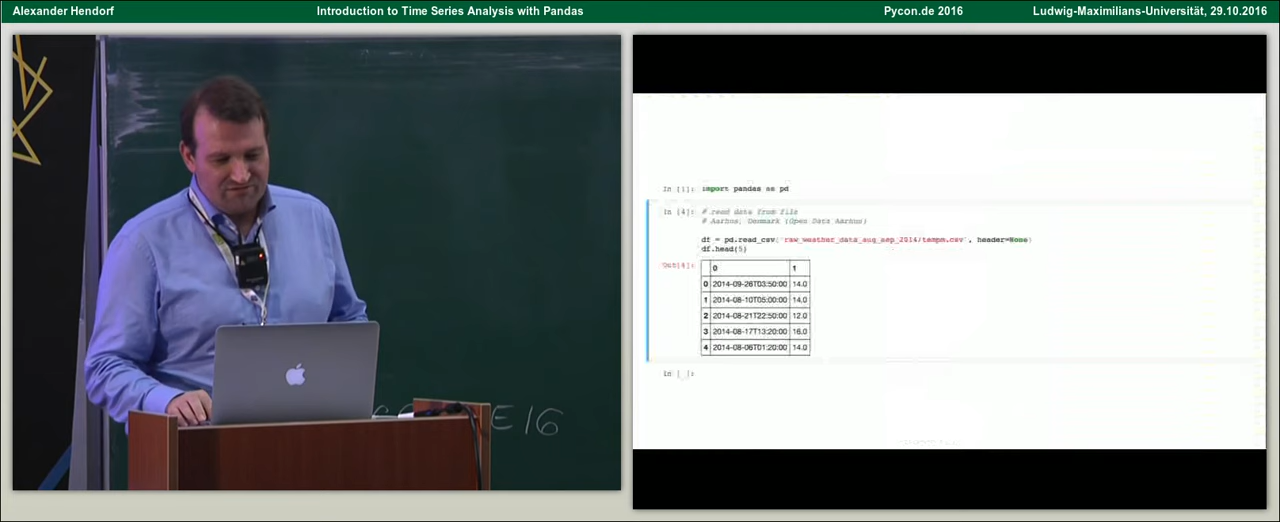 Alexander Hendorf Introduction to Time Series Analysis with Pandas Pycon.de 2016 Ludwig-Maximilians-Universität, 29.10.2016
E16
In [1]: import pandas as pd
In [4]: # read data from file
# Aarhus, Denmark (Open Data Aarhus)
df = pd.read_csv('raw_weather_data_aug_sep_2014/tempm.csv', header=None)
df.head(5)
Out[4]:
0 1
0 2014-09-26T03:50:00 14.0
1 2014-08-10T05:00:00 14.0
2 2014-08-21T22:50:00 12.0
3 2014-08-17T13:20:00 16.0
4 2014-08-06T01:20:00 14.0
In [ ]: